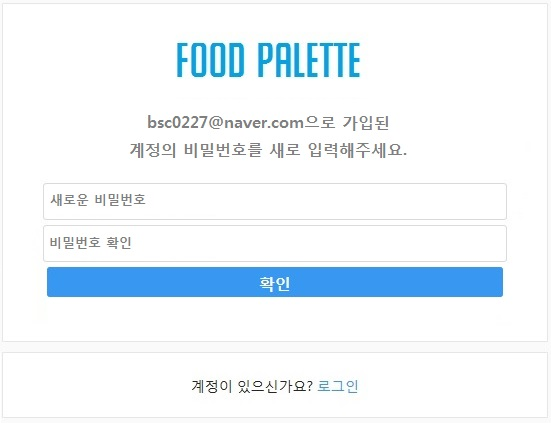 FOOD PALETTE
bsc0227@naver.com으로 가입된
계정의 비밀번호를 새로 입력해주세요.
새로운 비밀번호
비밀번호 확인
확인
계정이 있으신가요? 로그인